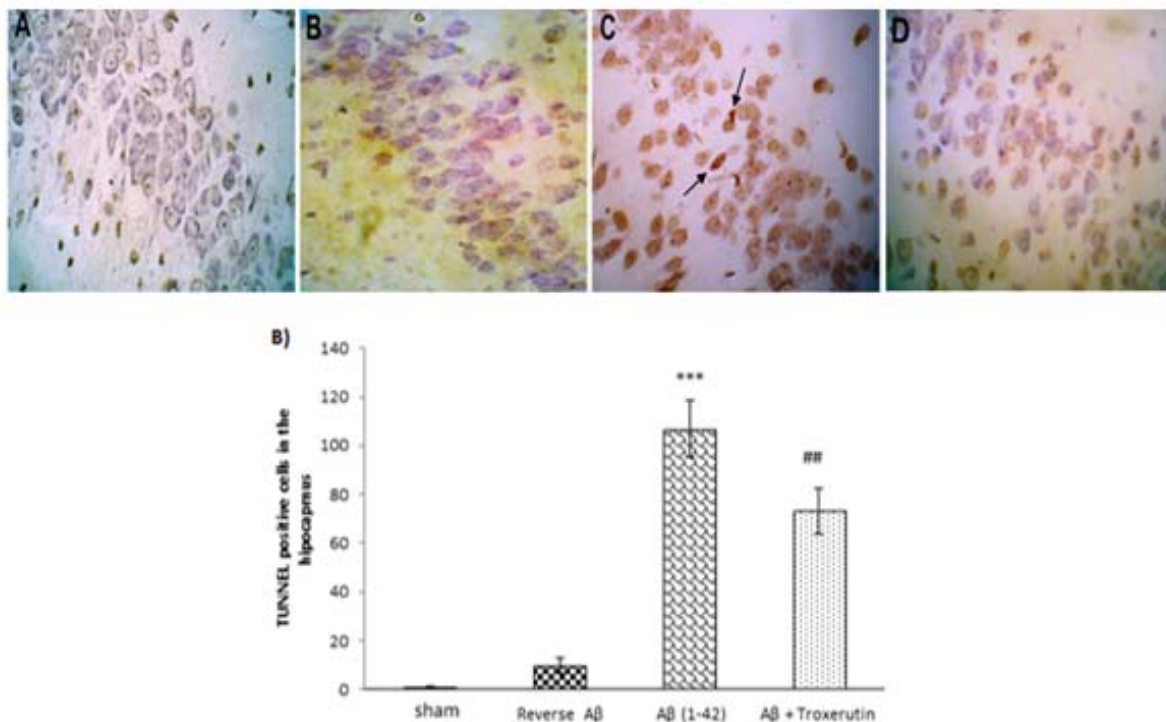 A B C D
B)
140
120
100
80
60
40
20
0
TUNNEL positive cells in the
hipocapmus
***
##
sham Reverse Aβ Aβ (1-42) Aβ + Troxerutin